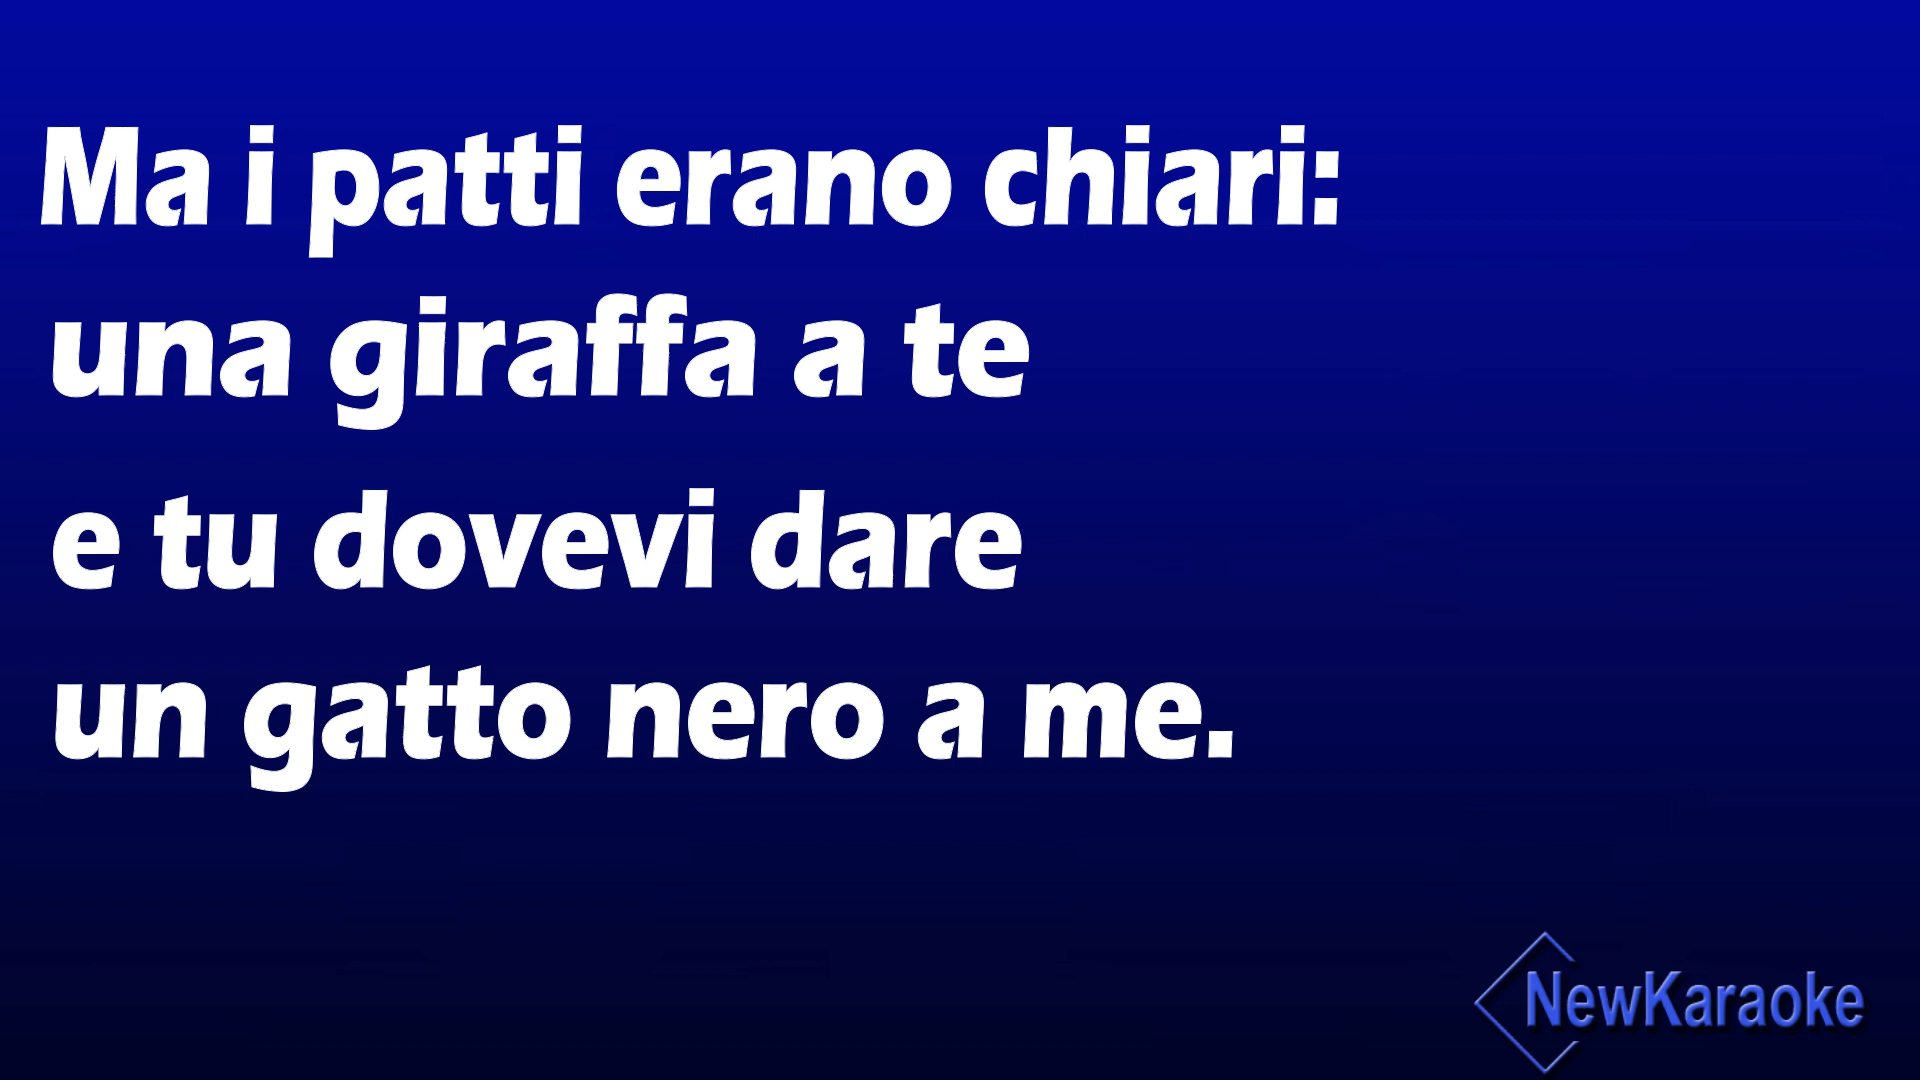 Ma i patti erano chiari:
una giraffa a te
e tu dovevi dare
un gatto nero a me.
NewKaraoke